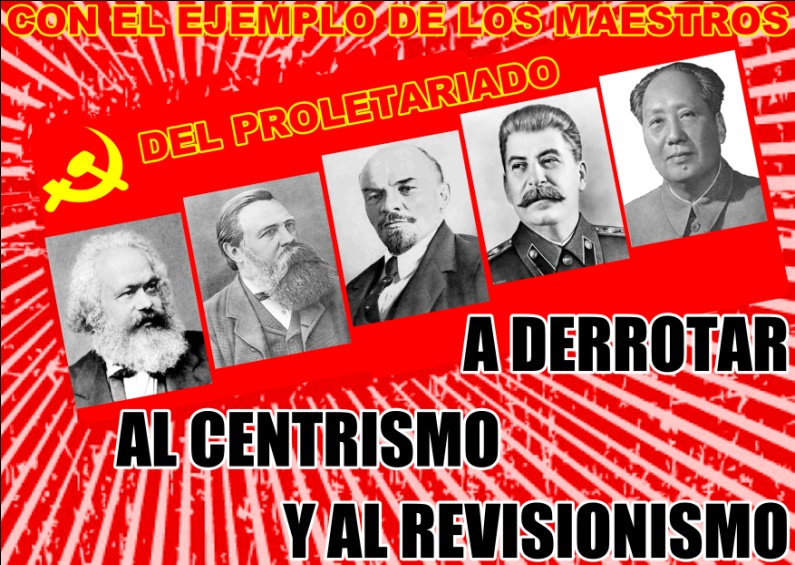 CON EL EJEMPLO DE LOS MAESTROS
DEL PROLETARIADO
A DERROTAR
AL CENTRISMO
Y AL REVISIONISMO